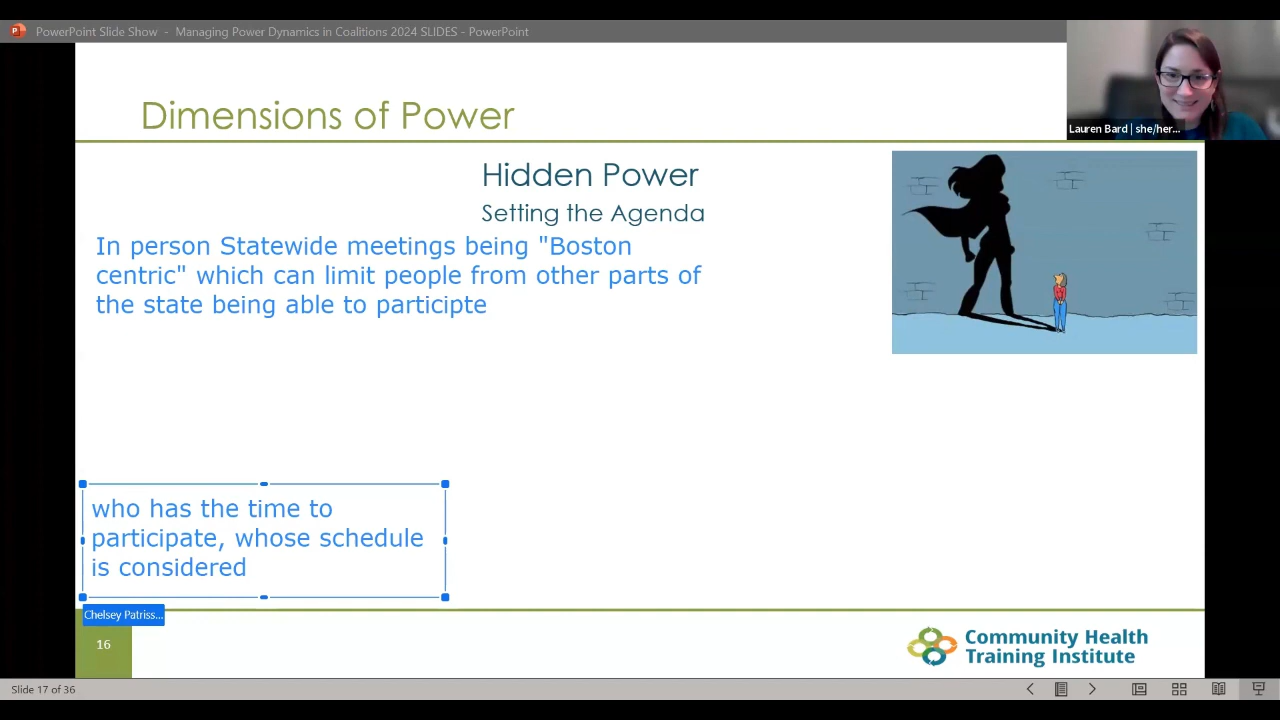 PowerPoint Slide Show - Managing Power Dynamics in Coalitions 2024 SLIDES - PowerPoint
Lauren Bard | she/her...
Dimensions of Power
Hidden Power
Setting the Agenda
In person Statewide meetings being "Boston
centric" which can limit people from other parts of
the state being able to participte
who has the time to
participate, whose schedule
is considered
Chelsey Patriss...
16
Community Health
Training Institute
Slide 17 of 36